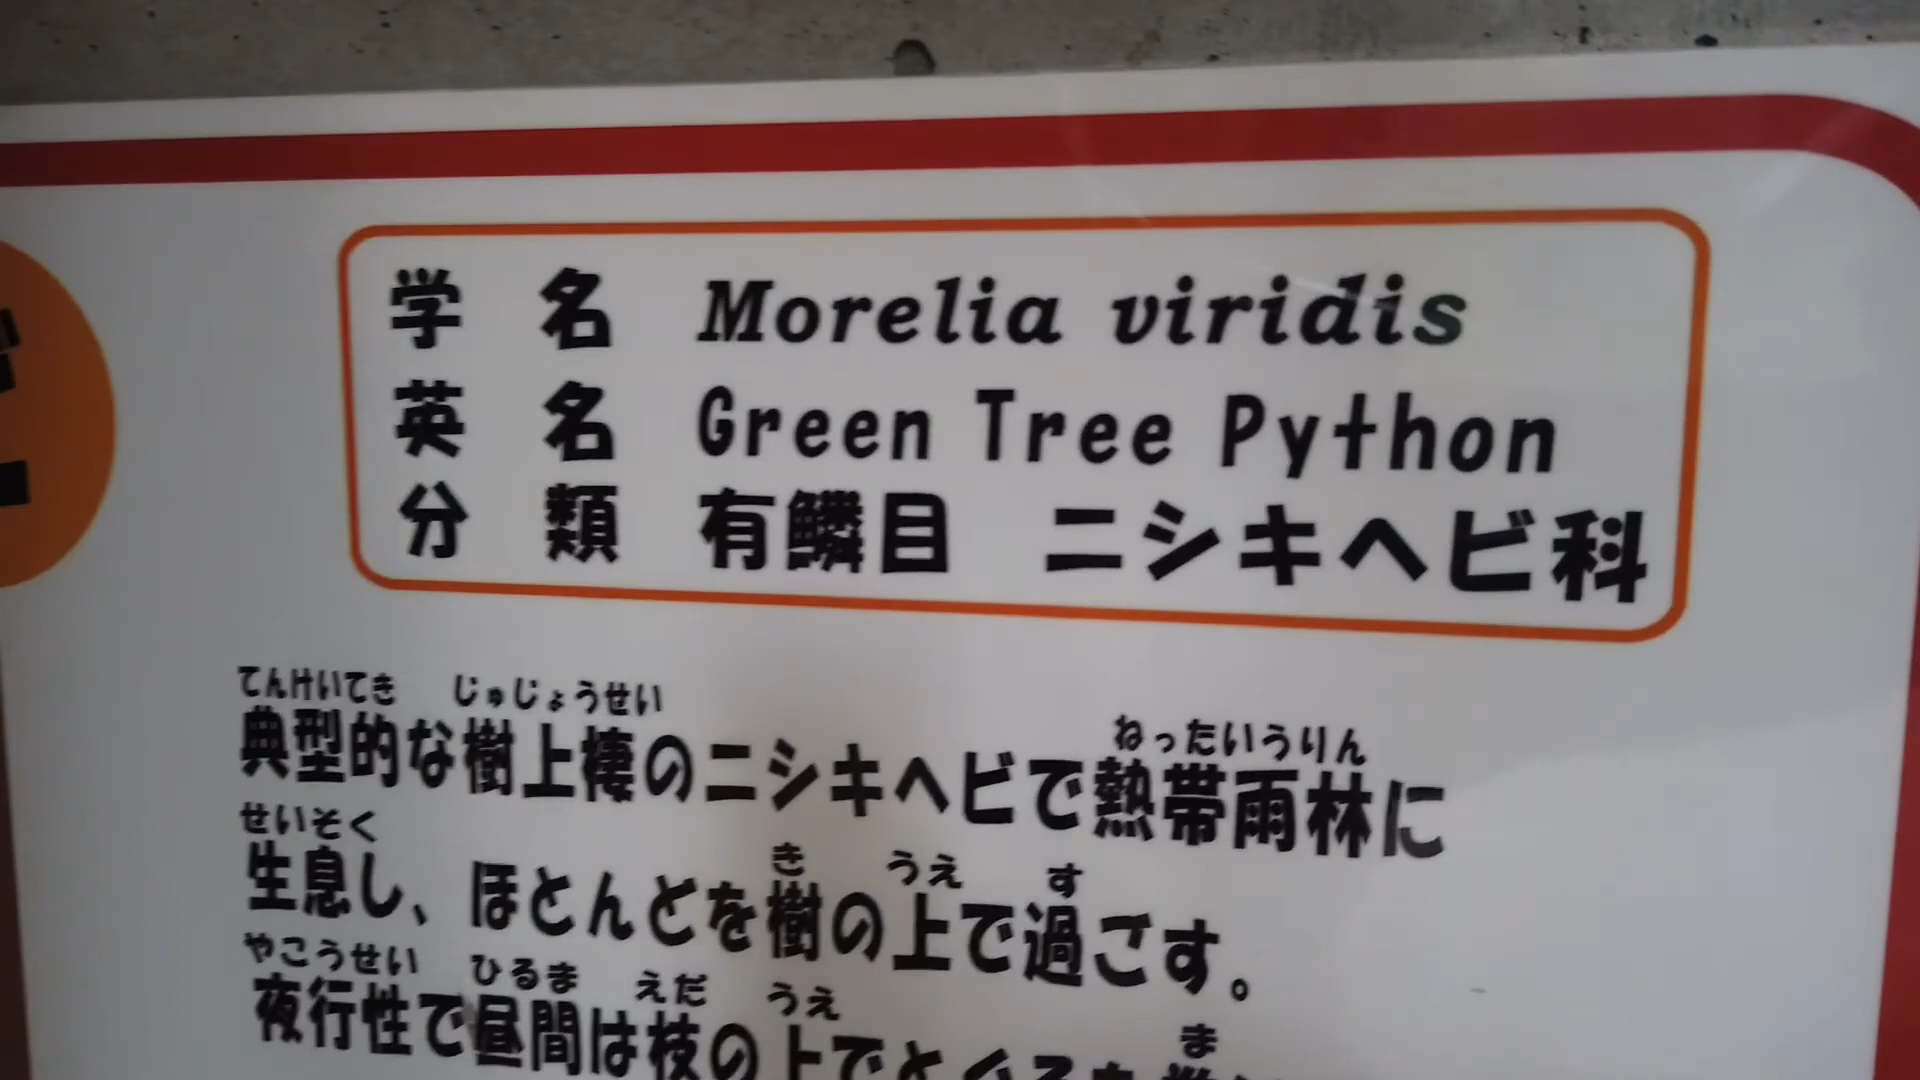 学名 Morelia viridis
英名 Green Tree Python
分類 有鱗目 ニシキヘビ科
てんけいてき じゅじょうせい ねったいうりん
典型的な樹上棲のニシキヘビで熱帯雨林に
せいそく き うえ す
生息し、ほとんどを樹の上で過ごす。
やこうせい ひるま えだ うえ ま
夜行性で昼間は枝の上でとぐろを